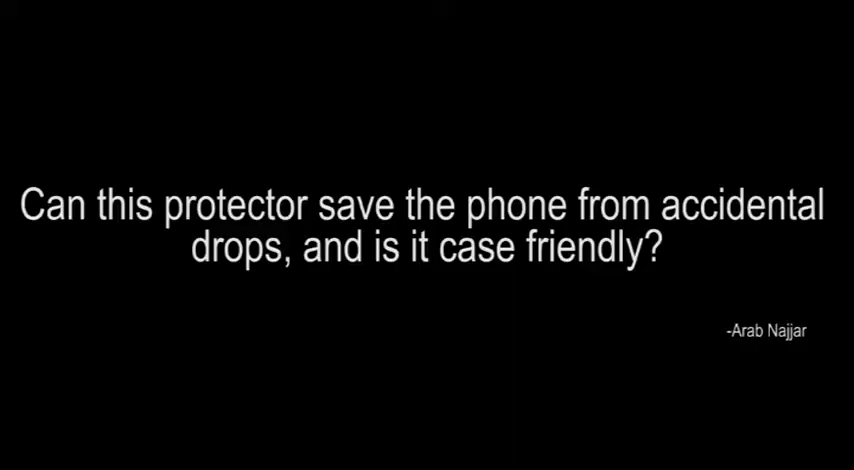 Can this protector save the phone from accidental
drops, and is it case friendly?
-Arab Najjar